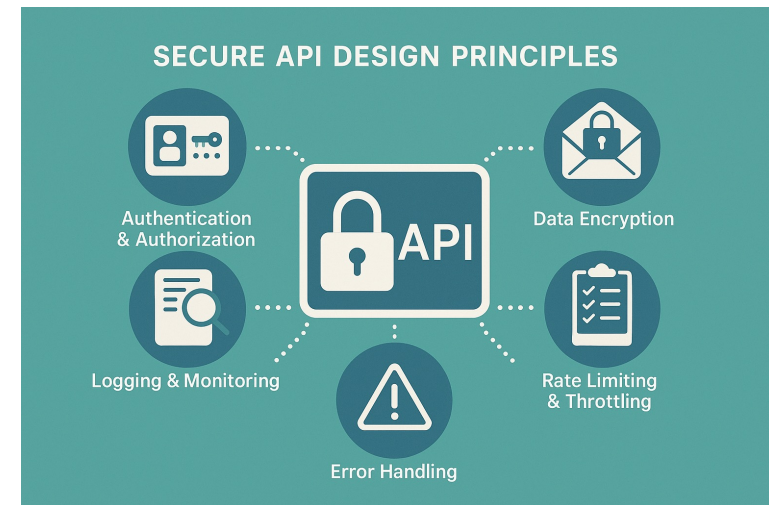 SECURE API DESIGN PRINCIPLES
Authentication
& Authorization
Data Encryption
API
Logging & Monitoring
Rate Limiting
& Throttling
Error Handling